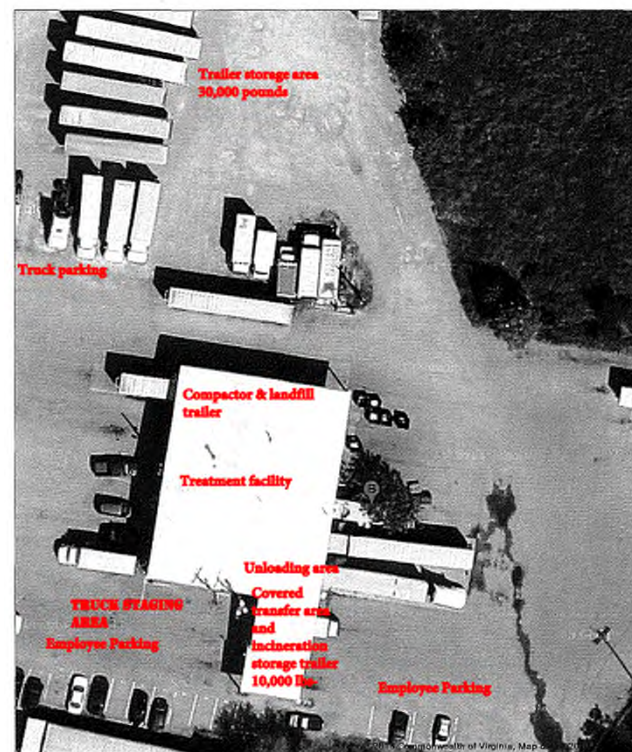 Trailer storage area
30,000 pounds
Truck parking
Compactor & landfill
trailer
Treatment facility
Unloading area
Covered
transfer area
and
incineration
storage trailer
10,000 lbs.
TRUCK STAGING
AREA
Employee Parking
Employee Parking
Commonwealth of Virginia, Map